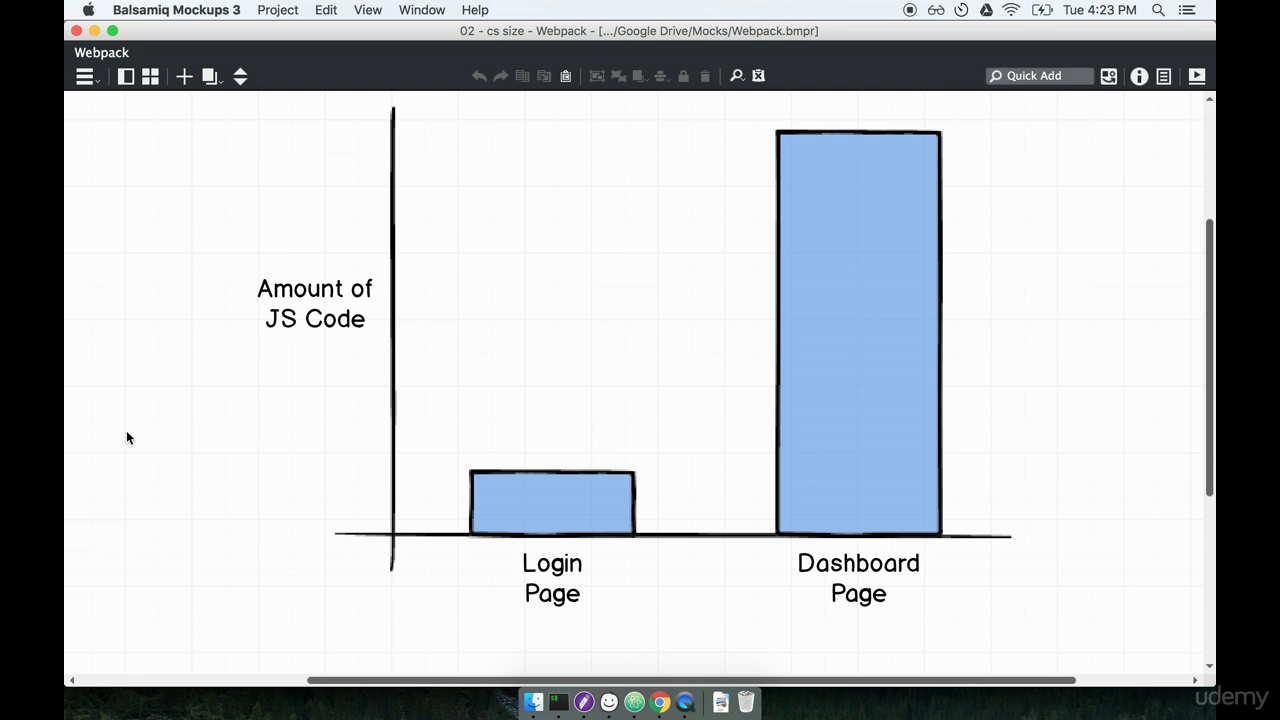 Balsamiq Mockups 3 Project Edit View Window Help Tue 4:23 PM
02 - cs size - Webpack - [.../Google Drive/Mocks/Webpack.bmpr]
Webpack
Quick Add
Amount of
JS Code
Login
Page
Dashboard
Page
udemy